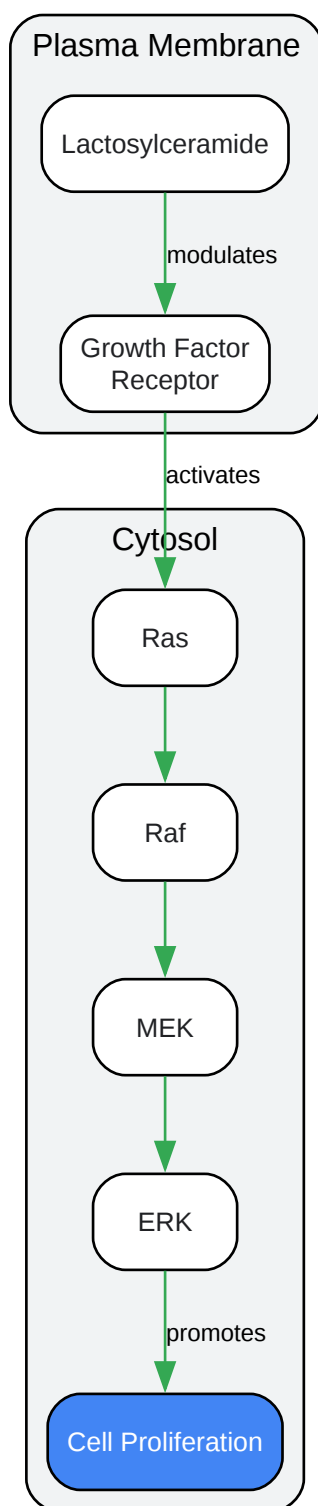 Plasma Membrane
Lactosylceramide
modulates
Growth Factor
Receptor
activates
Cytosol
Ras
Raf
MEK
ERK
promotes
Cell Proliferation